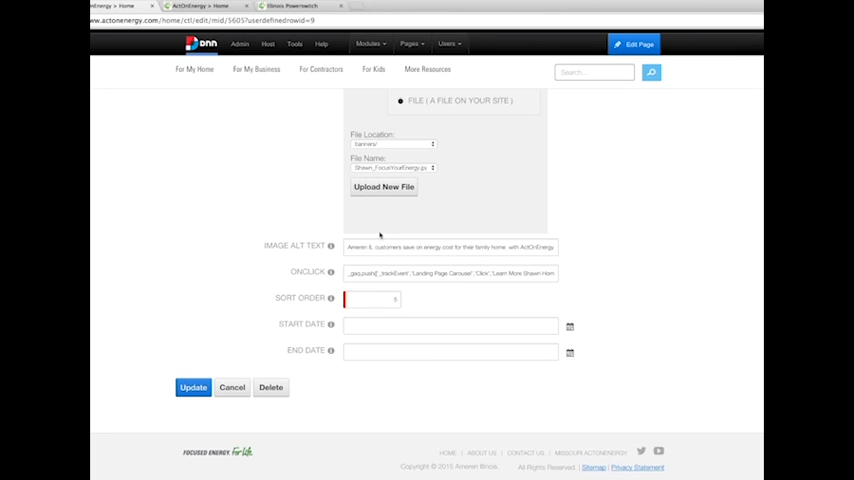 nEnergy > Home × ActOnEnergy > Home × Illinois Powerswitch ×
ww.actonenergy.com/home/ctl/edit/mid/5605?userdefinedrowid=9
DNN Admin Host Tools Help Modules Pages Users Edit Page
For My Home For My Business For Contractors For Kids More Resources Search...
FILE ( A FILE ON YOUR SITE )
File Location:
banners/
File Name:
Shawn_FocusYourEnergy.jpg
Upload New File
IMAGE ALT TEXT Ameren IL customers save on energy cost for their family home with ActOnEnergy
ONCLICK _gaq.push(['_trackEvent','Landing Page Carousel','Click','Learn More Shawn Hom
SORT ORDER 5
START DATE
END DATE
Update Cancel Delete
FOCUSED ENERGY. For life.
HOME | ABOUT US | CONTACT US | MISSOURI ACTONENERGY
Copyright © 2015 Ameren Illinois. All Rights Reserved. | Sitemap | Privacy Statement